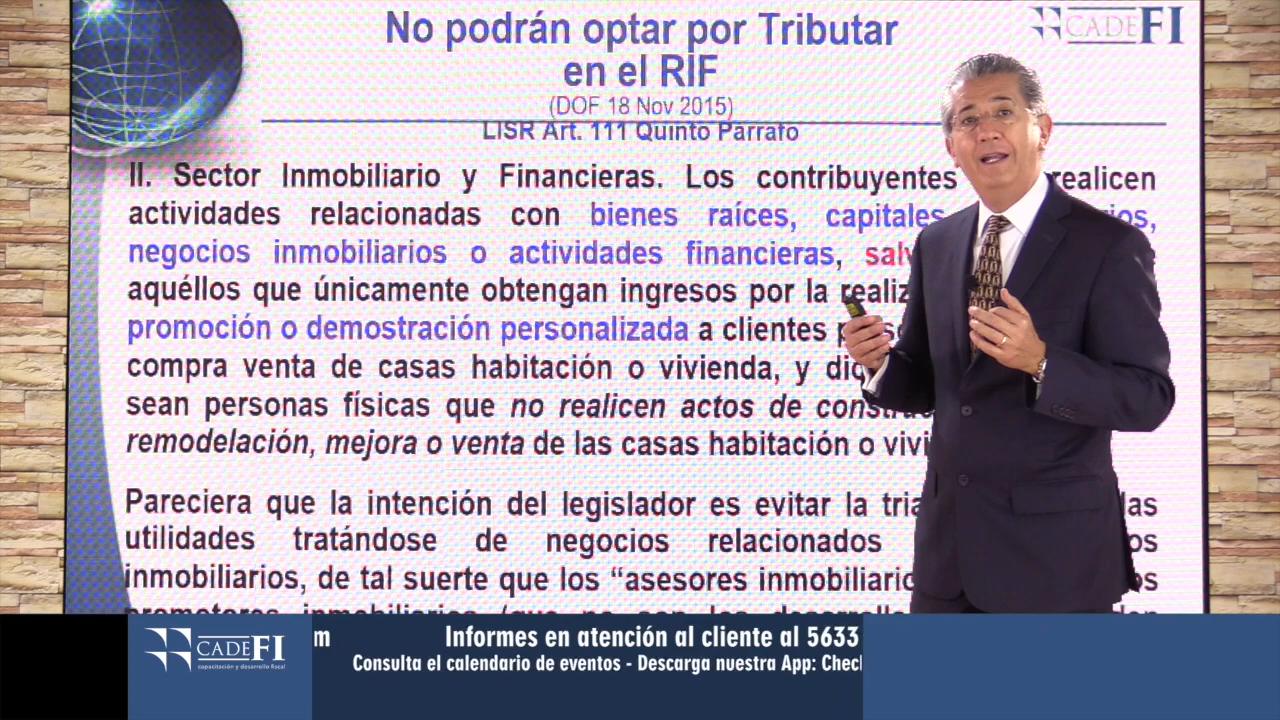 No podrán optar por Tributar
CADEFI
en el RIF
(DOF 18 Nov 2015)
LISR Art. 111 Quinto Párrafo
II. Sector Inmobiliario y Financieras. Los contribuyentes realicen
actividades relacionadas con bienes raíces, capitales
negocios inmobiliarios o actividades financieras,
aquéllos que únicamente obtengan ingresos por la
promoción o demostración personalizada a clientes
compra venta de casas habitación o vivienda, y
sean personas físicas que no realicen actos de
remodelación, mejora o venta de las casas habitación o
Pareciera que la intención del legislador es evitar la las
utilidades tratándose de negocios relacionados
inmobiliarios, de tal suerte que los “asesores
CADEFI
capacitación y desarrollo fiscal
m Informes en atención al cliente al 5633
Consulta el calendario de eventos - Descarga nuestra App: